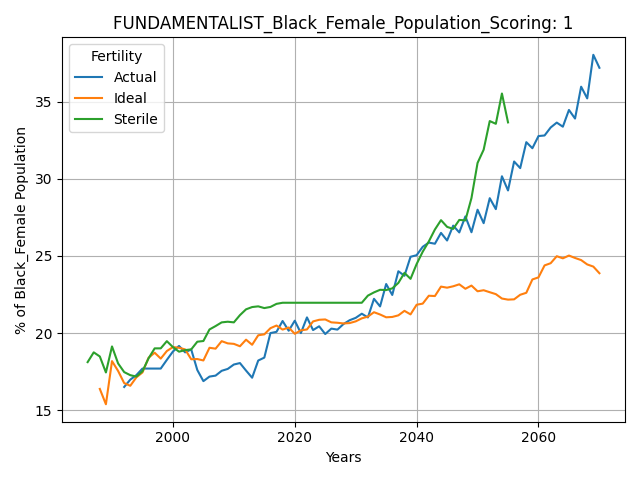 FUNDAMENTALIST_Black_Female_Population_Scoring: 1
Fertility
Actual
Ideal
Sterile
% of Black_Female Population
35
30
25
20
15
2000
2020
2040
2060
Years